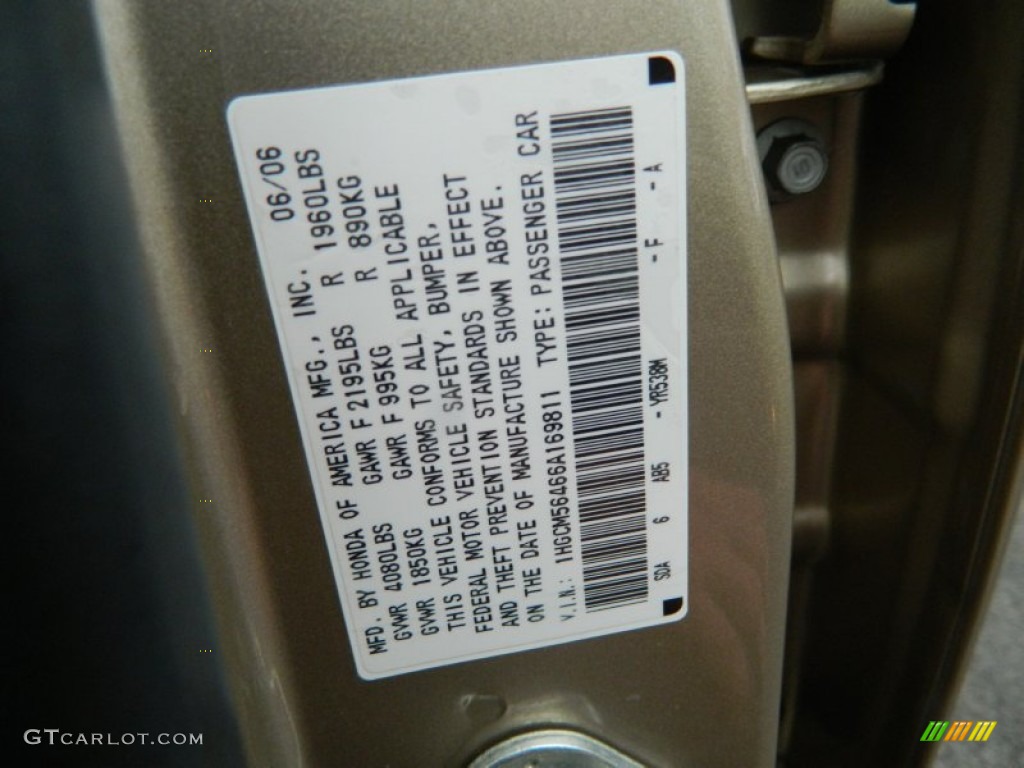 MFD. BY HONDA OF AMERICA MFG., INC. 06/06
GVWR 4080LBS GAWR F 2195LBS R 1960LBS
GVWR 1850KG GAWR F 995KG R 890KG
THIS VEHICLE CONFORMS TO ALL APPLICABLE
FEDERAL MOTOR VEHICLE SAFETY, BUMPER,
AND THEFT PREVENTION STANDARDS IN EFFECT
ON THE DATE OF MANUFACTURE SHOWN ABOVE.
V.I.N.: 1HGCM56466A169811 TYPE: PASSENGER CAR
SDA 6 AB5 - YR538M - F - A
GTCARLOT.COM